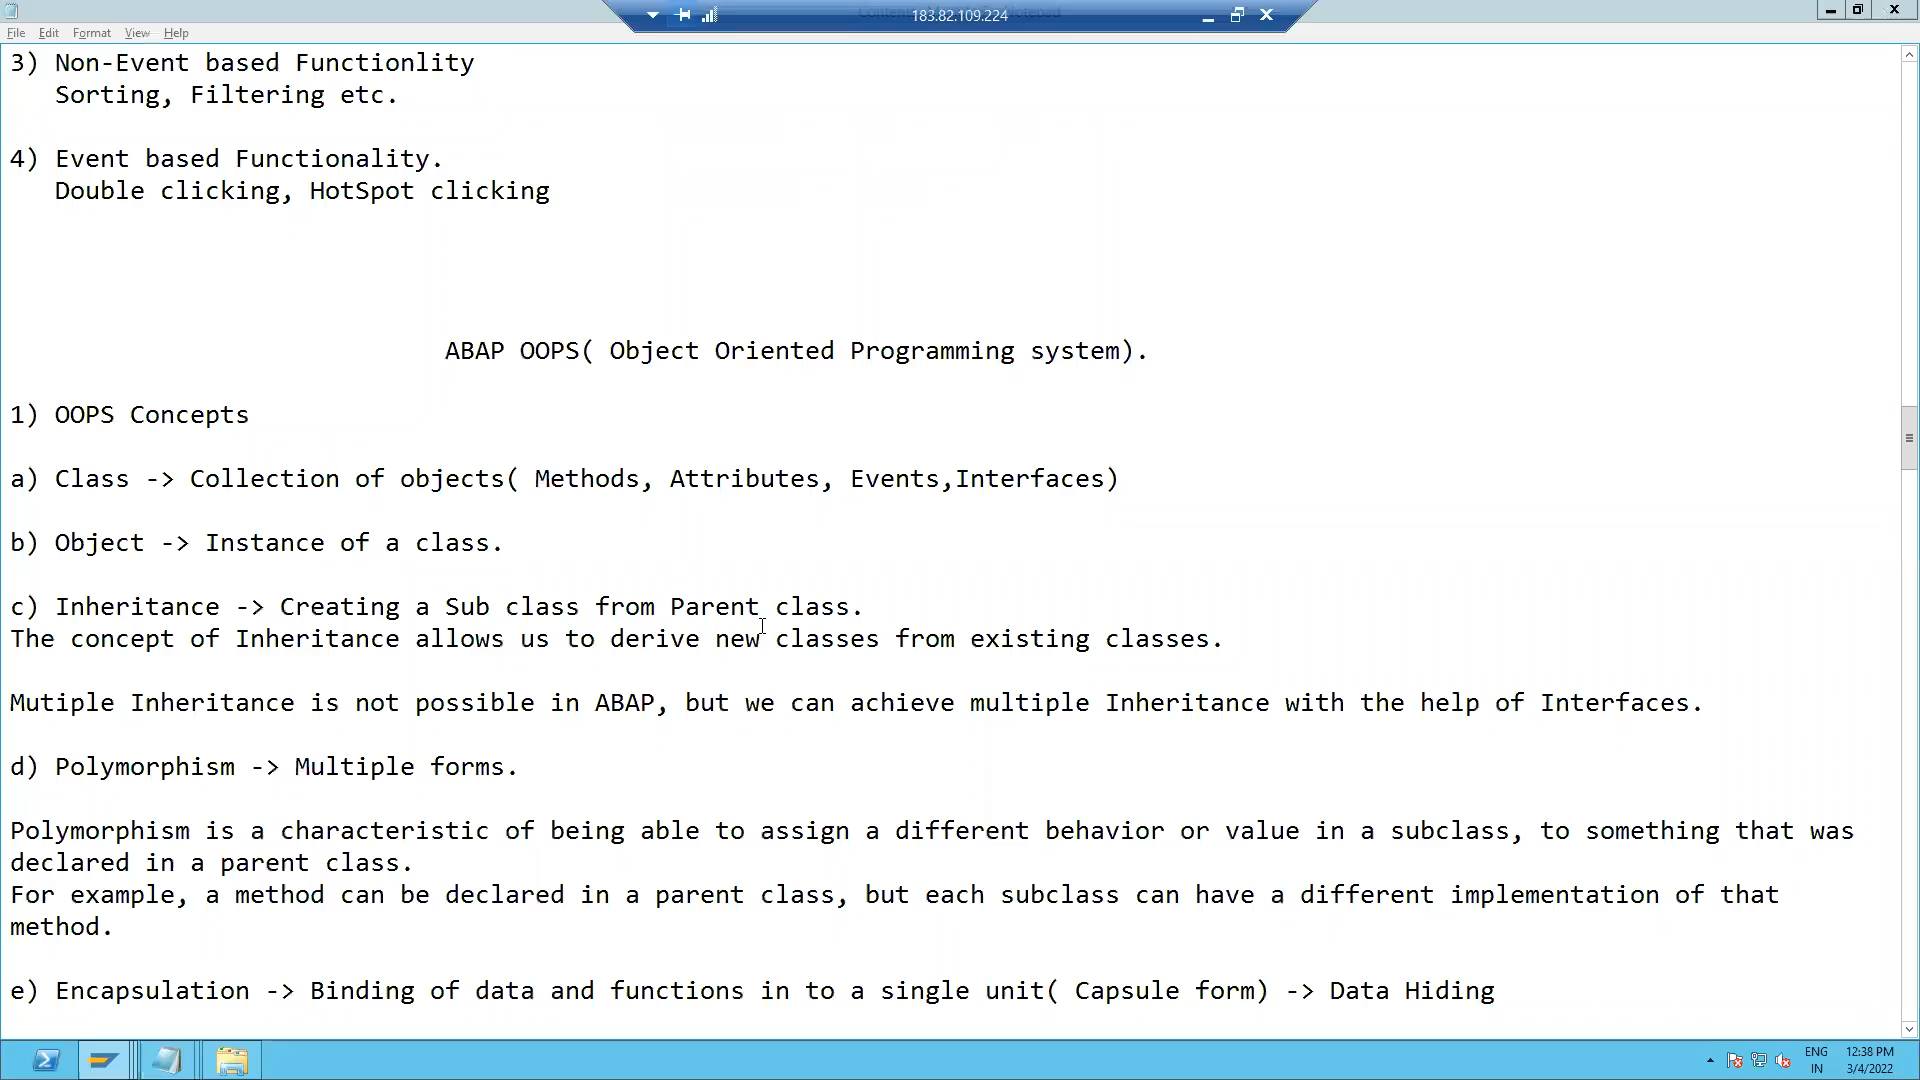 183.82.109.224
File Edit Format View Help
3) Non-Event based Functionlity
Sorting, Filtering etc.
4) Event based Functionality.
Double clicking, HotSpot clicking
ABAP OOPS( Object Oriented Programming system).
1) OOPS Concepts
a) Class -> Collection of objects( Methods, Attributes, Events,Interfaces)
b) Object -> Instance of a class.
c) Inheritance -> Creating a Sub class from Parent class.
The concept of Inheritance allows us to derive new classes from existing classes.
Mutiple Inheritance is not possible in ABAP, but we can achieve multiple Inheritance with the help of Interfaces.
d) Polymorphism -> Multiple forms.
Polymorphism is a characteristic of being able to assign a different behavior or value in a subclass, to something that was
declared in a parent class.
For example, a method can be declared in a parent class, but each subclass can have a different implementation of that
method.
e) Encapsulation -> Binding of data and functions in to a single unit( Capsule form) -> Data Hiding
ENG 12:38 PM
IN 3/4/2022